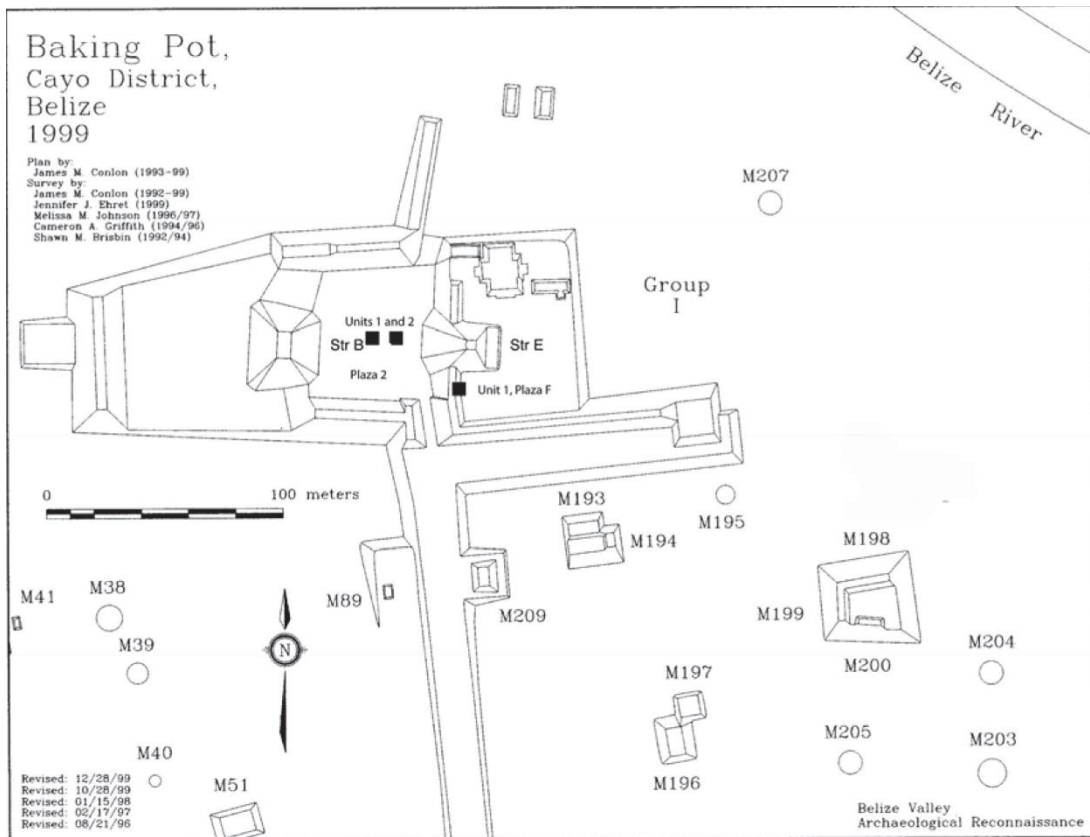 Baking Pot,
Cayo District,
Belize
1999
Plan by:
James M. Conlon (1993-99)
Survey by:
James M. Conlon (1992-99)
Jennifer J. Ehret (1999)
Melissa M. Johnson (1996/97)
Cameron A. Griffith (1994/96)
Shawn M. Brisbin (1992/94)
Belize River
M207
Group
I
Units 1 and 2
Str B
Str E
Plaza 2
Unit 1, Plaza F
0 100 meters
M193
M195
M194
M198
M41
M38
M89
M209
M199
M39
M200
M204
M197
M40
M205
M203
M51
M196
Revised: 12/28/99
Revised: 10/28/99
Revised: 01/15/98
Revised: 02/17/97
Revised: 08/21/96
N
Belize Valley
Archaeological Reconnaissance